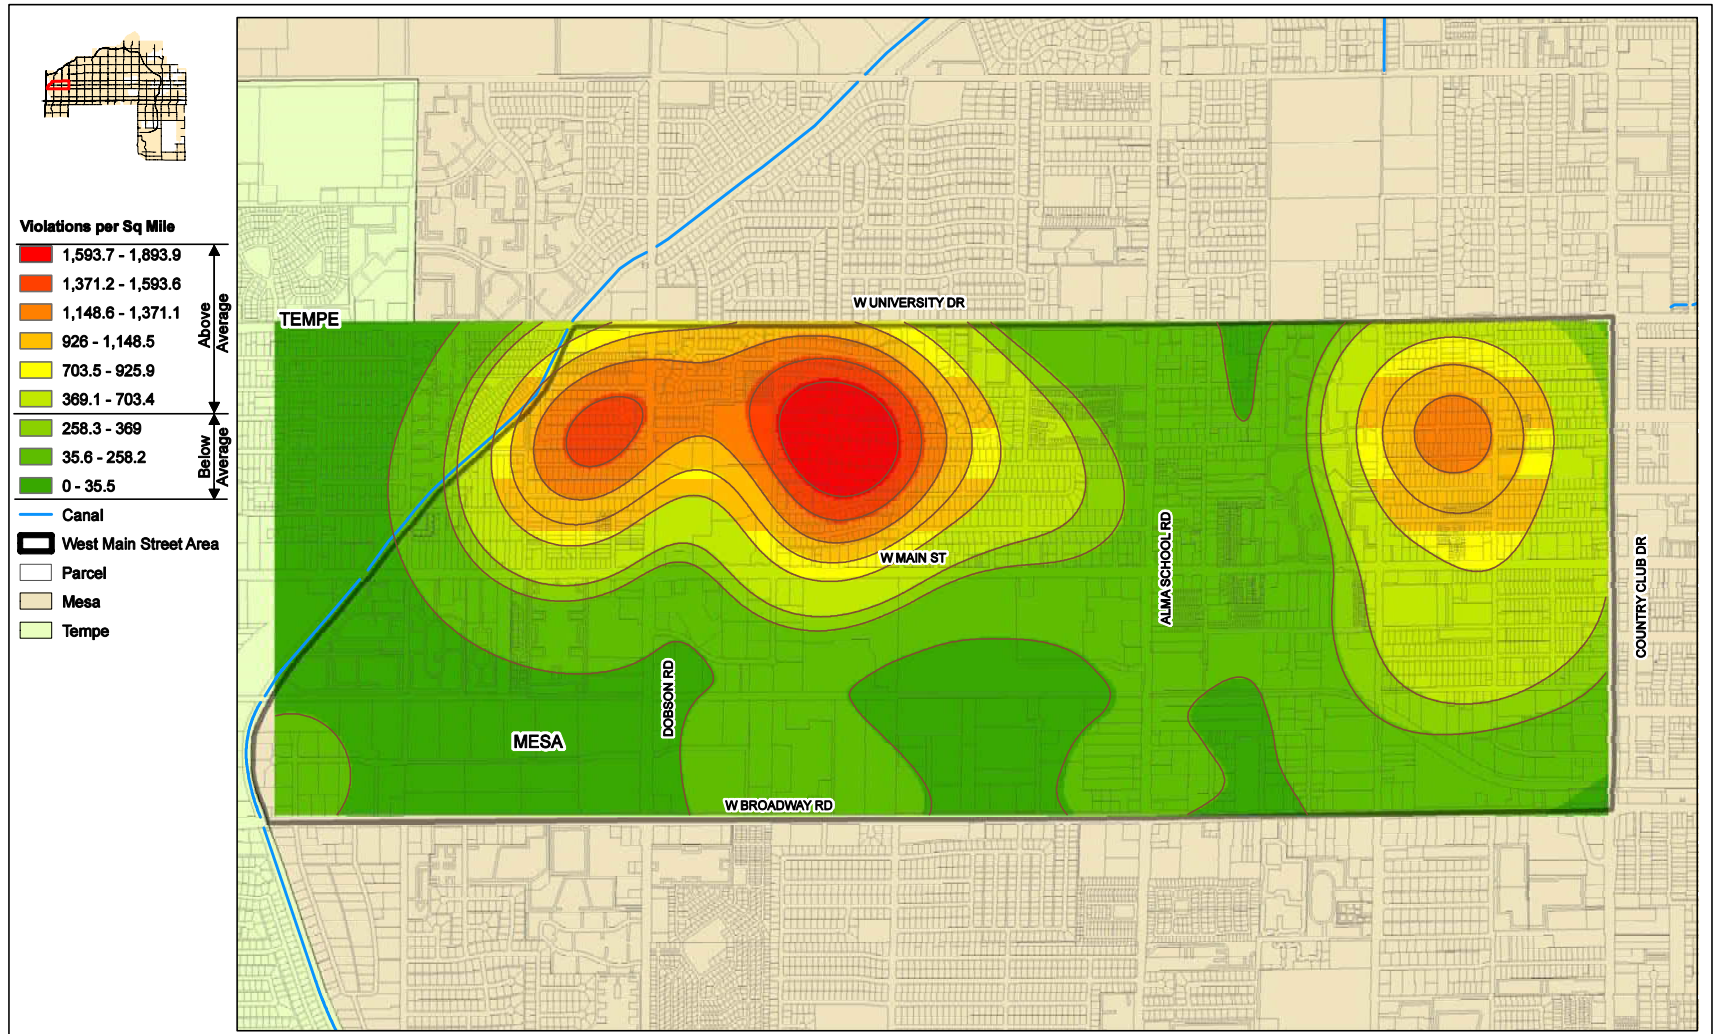 Violations per Sq Mile
1,593.7 - 1,893.9
1,371.2 - 1,593.6
1,148.6 - 1,371.1
926 - 1,148.5
703.5 - 925.9
369.1 - 703.4
258.3 - 369
35.6 - 258.2
0 - 35.5
Above
Average
Below
Average
Canal
West Main Street Area
Parcel
Mesa
Tempe
W UNIVERSITY DR
TEMPE
W MAIN ST
ALMA SCHOOL RD
COUNTRY CLUB DR
DOBSON RD
MESA
W BROADWAY RD